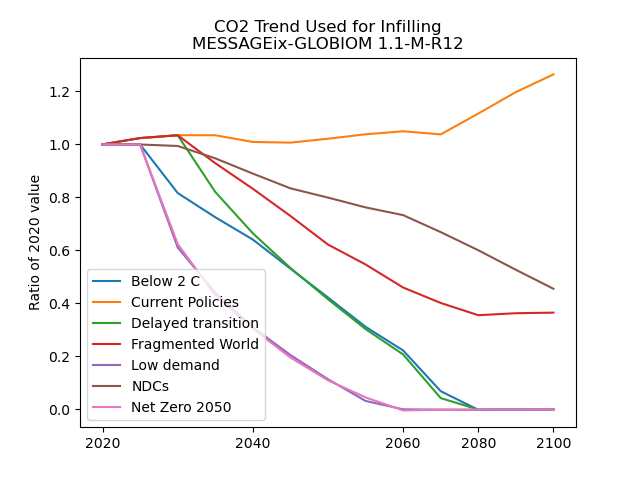 CO2 Trend Used for Infilling
MESSAGEix-GLOBIOM 1.1-M-R12
Ratio of 2020 value
1.2
1.0
0.8
0.6
0.4
0.2
0.0
Below 2 C
Current Policies
Delayed transition
Fragmented World
Low demand
NDCs
Net Zero 2050
2020
2040
2060
2080
2100